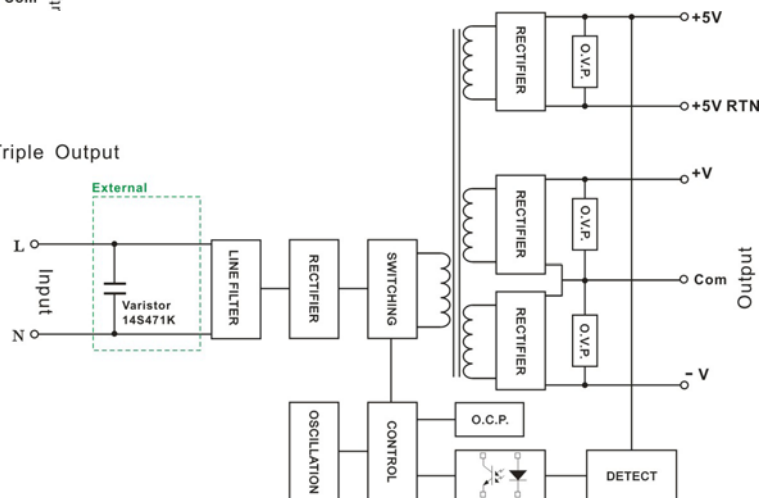 Com
+5V
RECTIFIER
O.V.P.
+5V RTN
Triple Output
External
+V
RECTIFIER
O.V.P.
L
Input
LINE FILTER
RECTIFIER
SWITCHING
Com
Output
Varistor
14S471K
N
RECTIFIER
O.V.P.
- V
OSCILLATION
CONTROL
O.C.P.
DETECT